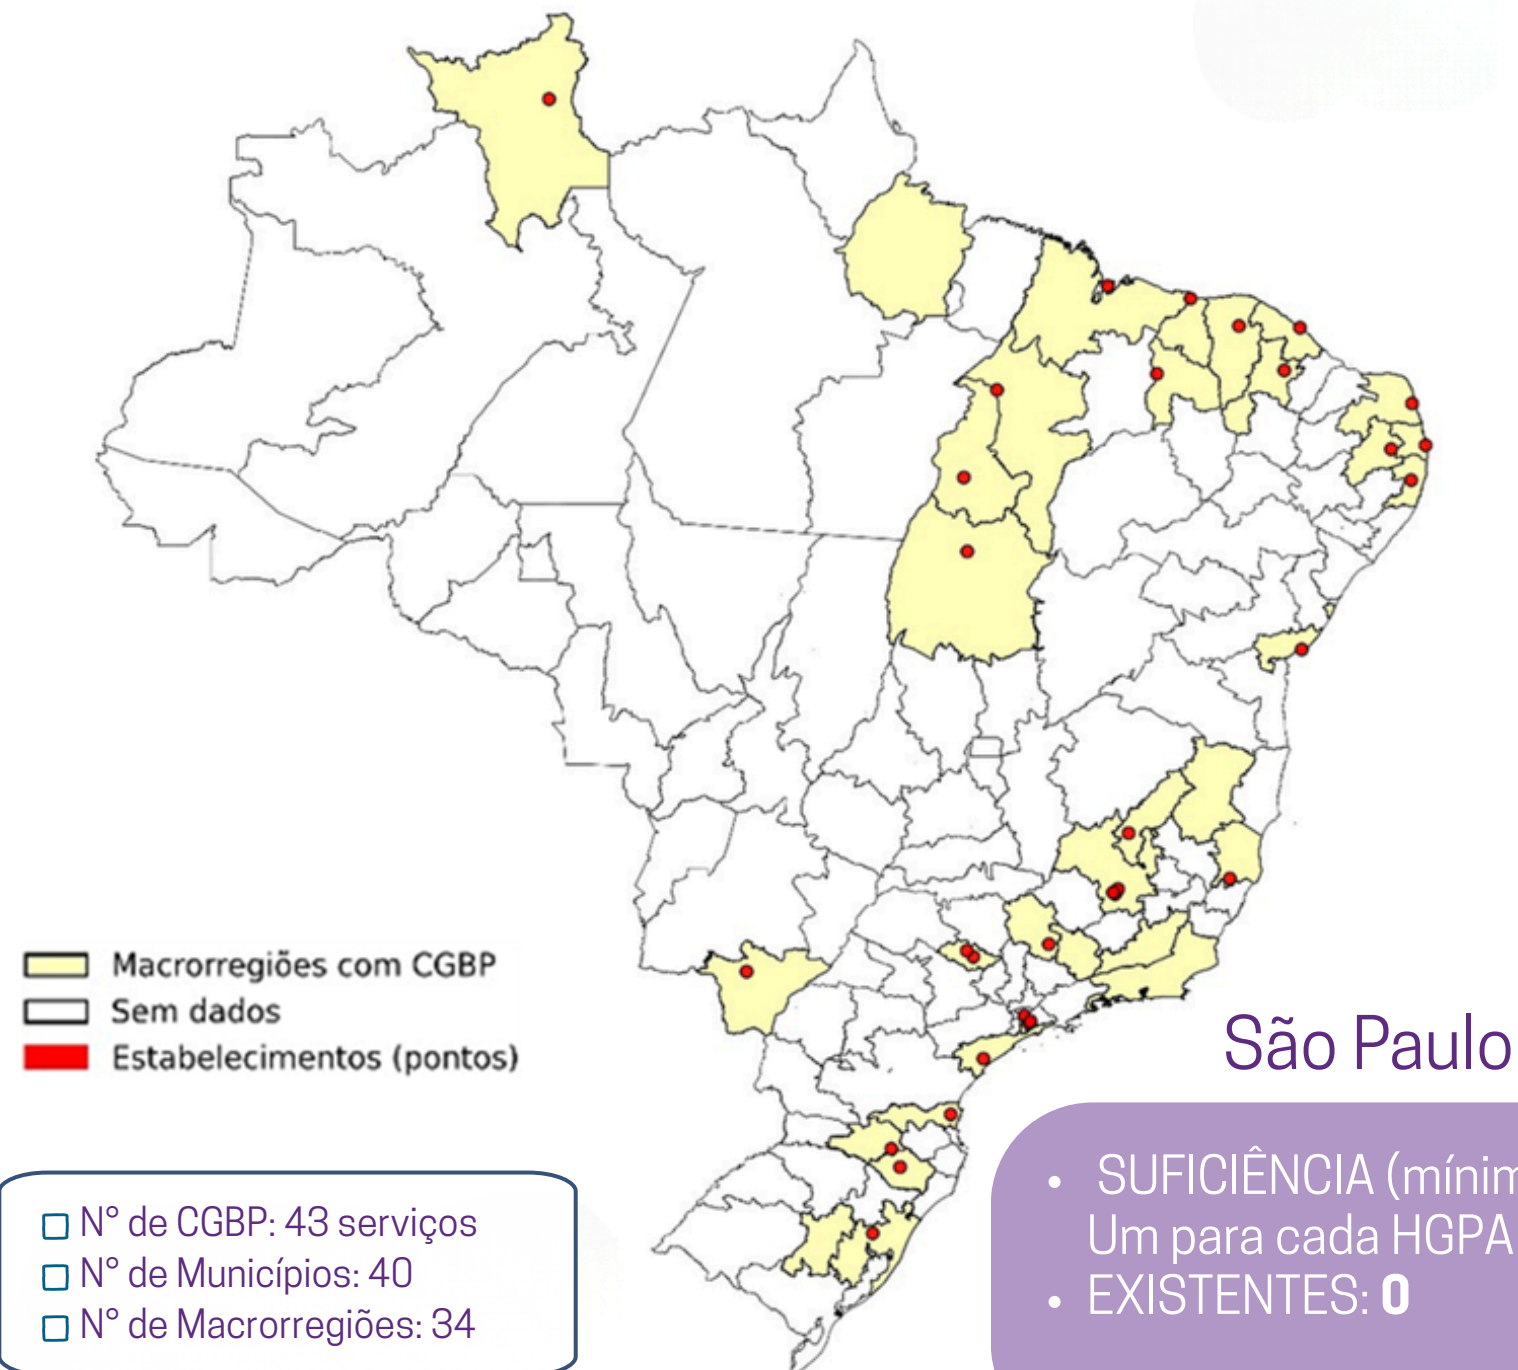 Macrorregiões com CGBP
Sem dados
Estabelecimentos (pontos)
N° de CGBP: 43 serviços
N° de Municípios: 40
N° de Macrorregiões: 34
São Paulo
• SUFICIÊNCIA (mínim
Um para cada HGPA
• EXISTENTES: 0